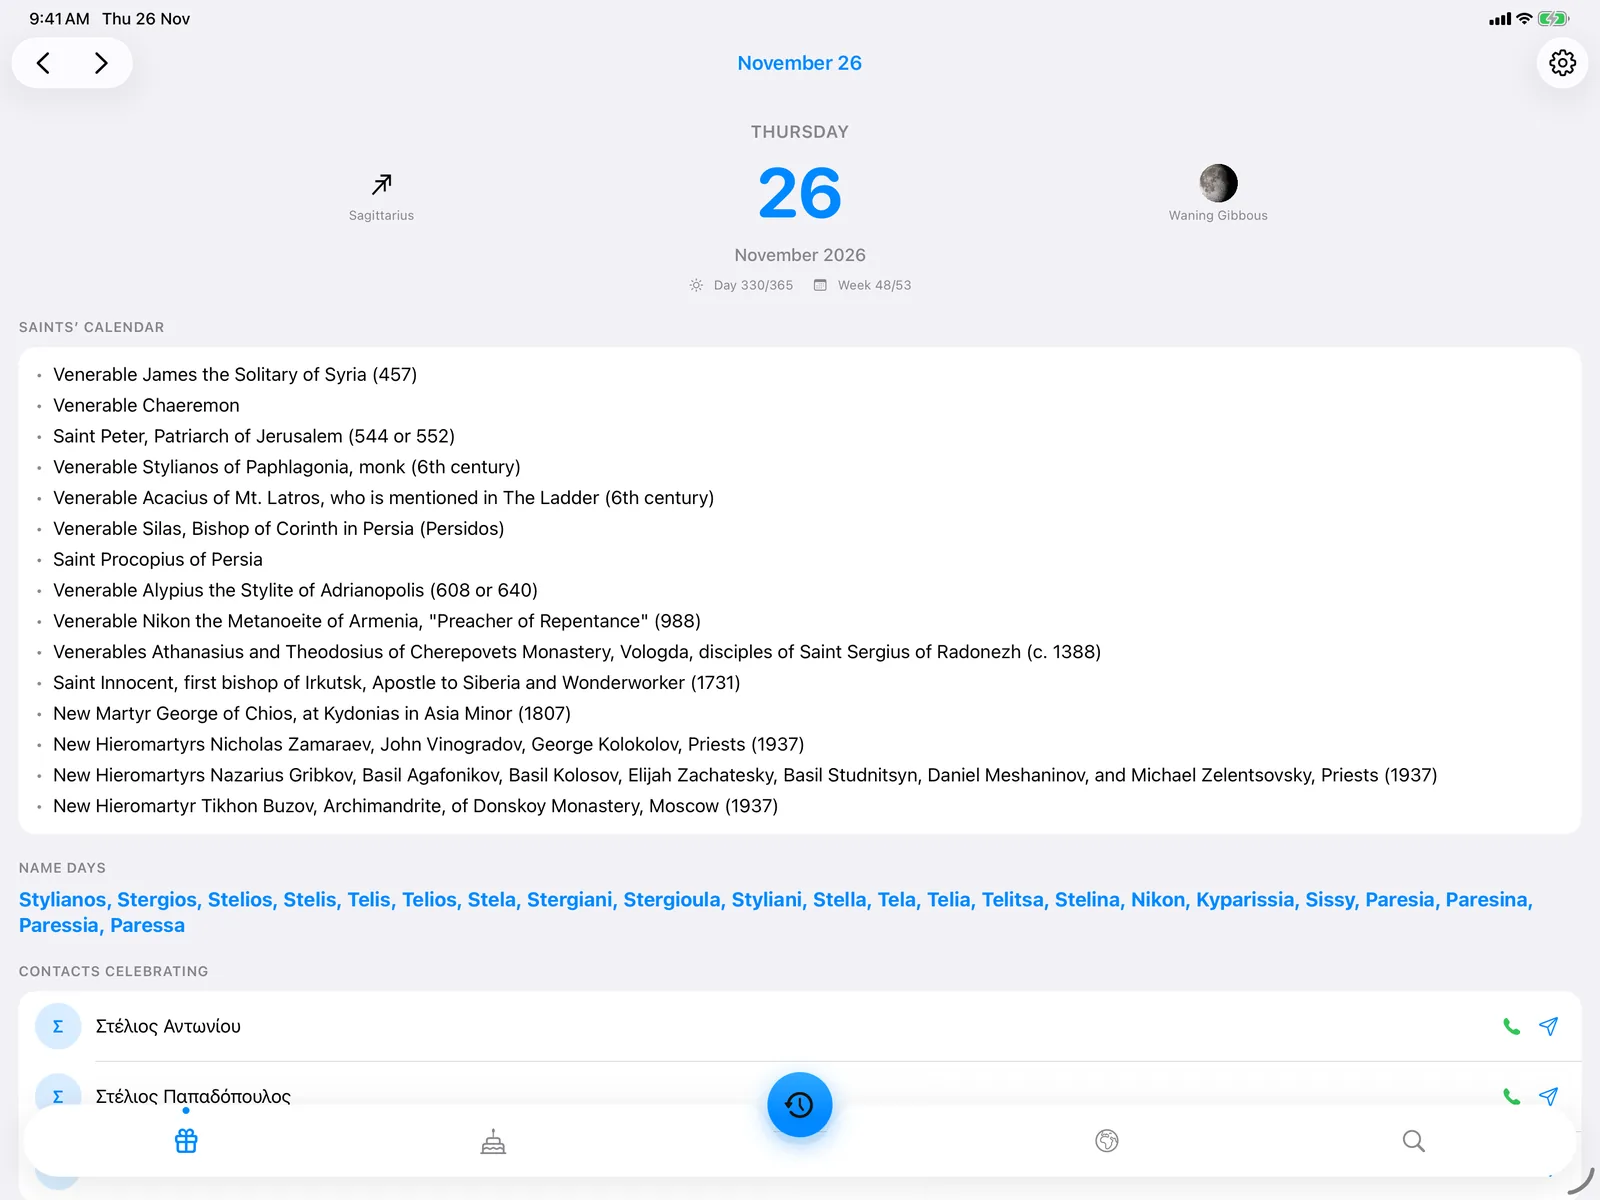 9:41 AM Thu 26 Nov
November 26
THURSDAY
26
Sagittarius
Waning Gibbous
November 2026
Day 330/365 Week 48/53
SAINTS’ CALENDAR
• Venerable James the Solitary of Syria (457)
• Venerable Chaeremon
• Saint Peter, Patriarch of Jerusalem (544 or 552)
• Venerable Stylianos of Paphlagonia, monk (6th century)
• Venerable Acacius of Mt. Latros, who is mentioned in The Ladder (6th century)
• Venerable Silas, Bishop of Corinth in Persia (Persidos)
• Saint Procopius of Persia
• Venerable Alypius the Stylite of Adrianopolis (608 or 640)
• Venerable Nikon the Metanoeite of Armenia, "Preacher of Repentance" (988)
• Venerables Athanasius and Theodosius of Cherepovets Monastery, Vologda, disciples of Saint Sergius of Radonezh (c. 1388)
• Saint Innocent, first bishop of Irkutsk, Apostle to Siberia and Wonderworker (1731)
• New Martyr George of Chios, at Kydonias in Asia Minor (1807)
• New Hieromartyrs Nicholas Zamaraev, John Vinogradov, George Kolokolov, Priests (1937)
• New Hieromartyrs Nazarius Gribkov, Basil Agafonikov, Basil Kolosov, Elijah Zachatesky, Basil Studnitsyn, Daniel Meshaninov, and Michael Zelentsovsky, Priests (1937)
• New Hieromartyr Tikhon Buzov, Archimandrite, of Donskoy Monastery, Moscow (1937)
NAME DAYS
Stylianos, Stergios, Stelios, Stelis, Telis, Telios, Stela, Stergiani, Stergioula, Styliani, Stella, Tela, Telia, Telitsa, Stelina, Nikon, Kyparissia, Sissy, Paresia, Paresina,
Paressia, Paressa
CONTACTS CELEBRATING
Σ Στέλιος Αντωνίου
Σ Στέλιος Παπαδόπουλος